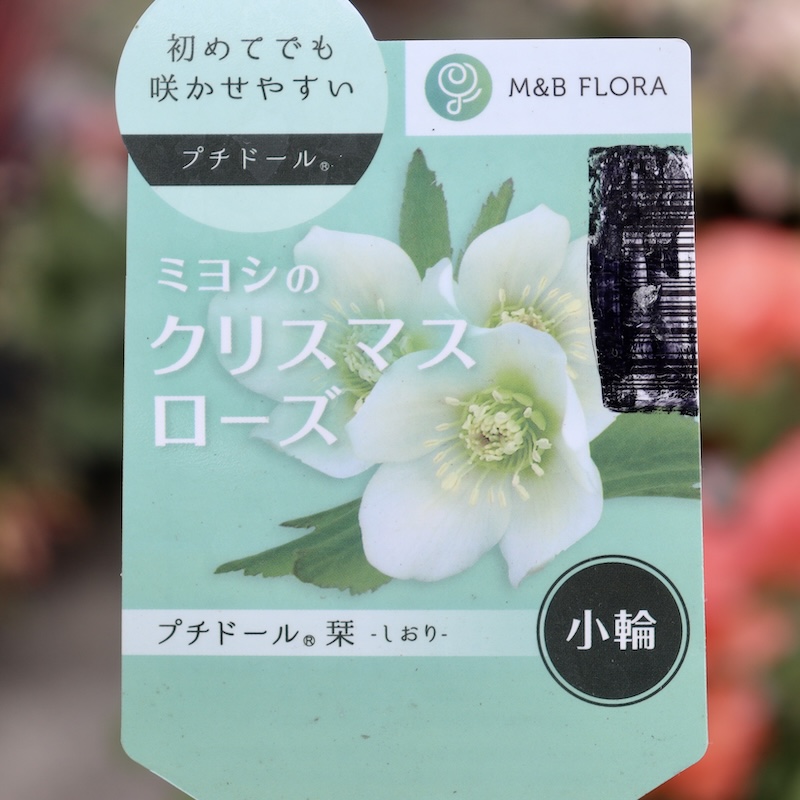 初めてでも
咲かせやすい
プチドール®
M&B FLORA
ミヨシの
クリスマス
ローズ
プチドール® 栞 -しおり-
小輪